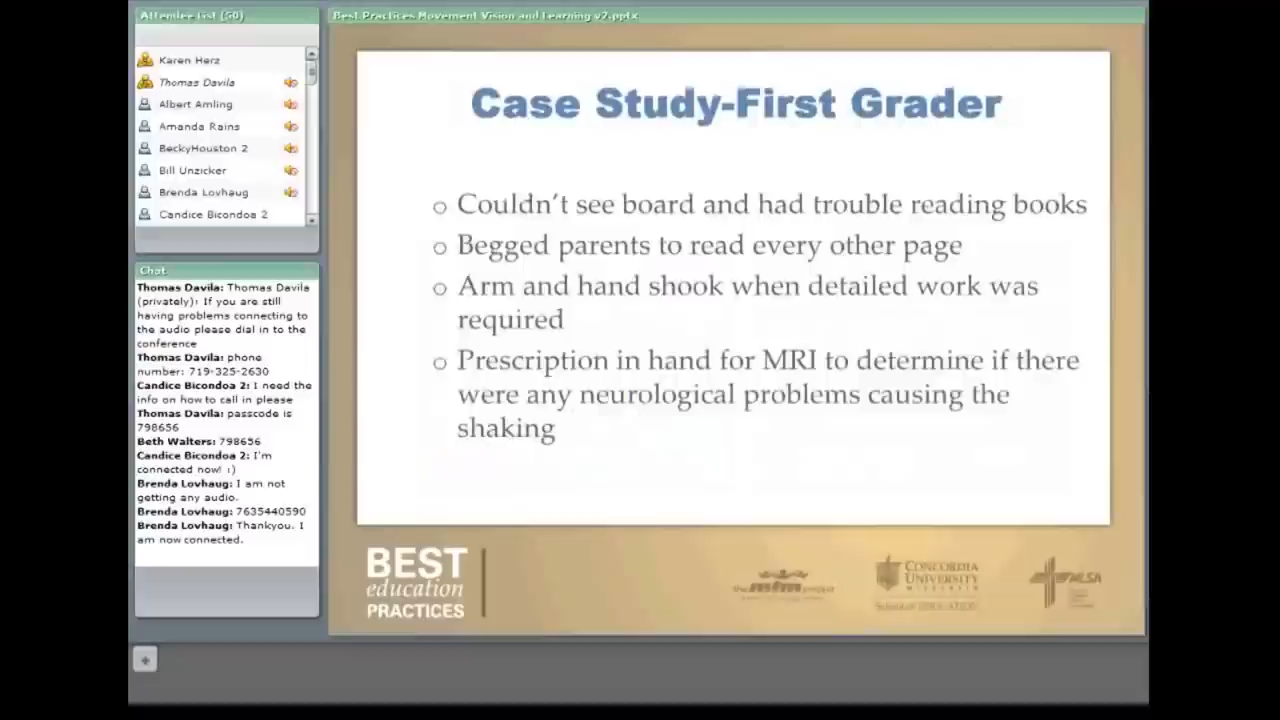 Attendee List (50)
Karen Herz
Thomas Davila
Albert Amling
Amanda Rains
BeckyHouston 2
Bill Unzicker
Brenda Lovhaug
Candice Bicondoa 2
Chat
Thomas Davila: Thomas Davila
(privately): If you are still
having problems connecting to
the audio please dial in to the
conference
Thomas Davila: phone
number: 719-325-2630
Candice Bicondoa 2: I need the
info on how to call in please
Thomas Davila: passcode is
798656
Beth Walters: 798656
Candice Bicondoa 2: I'm
connected now! :)
Brenda Lovhaug: I am not
getting any audio.
Brenda Lovhaug: 7635440590
Brenda Lovhaug: Thankyou. I
am now connected.
Best Practices Movement Vision and Learning v2.pptx
Case Study-First Grader
Couldn't see board and had trouble reading books
Begged parents to read every other page
Arm and hand shook when detailed work was
required
Prescription in hand for MRI to determine if there
were any neurological problems causing the
shaking
BEST
education
PRACTICES
the mtm project
CONCORDIA
UNIVERSITY
WISCONSIN
School of EDUCATION